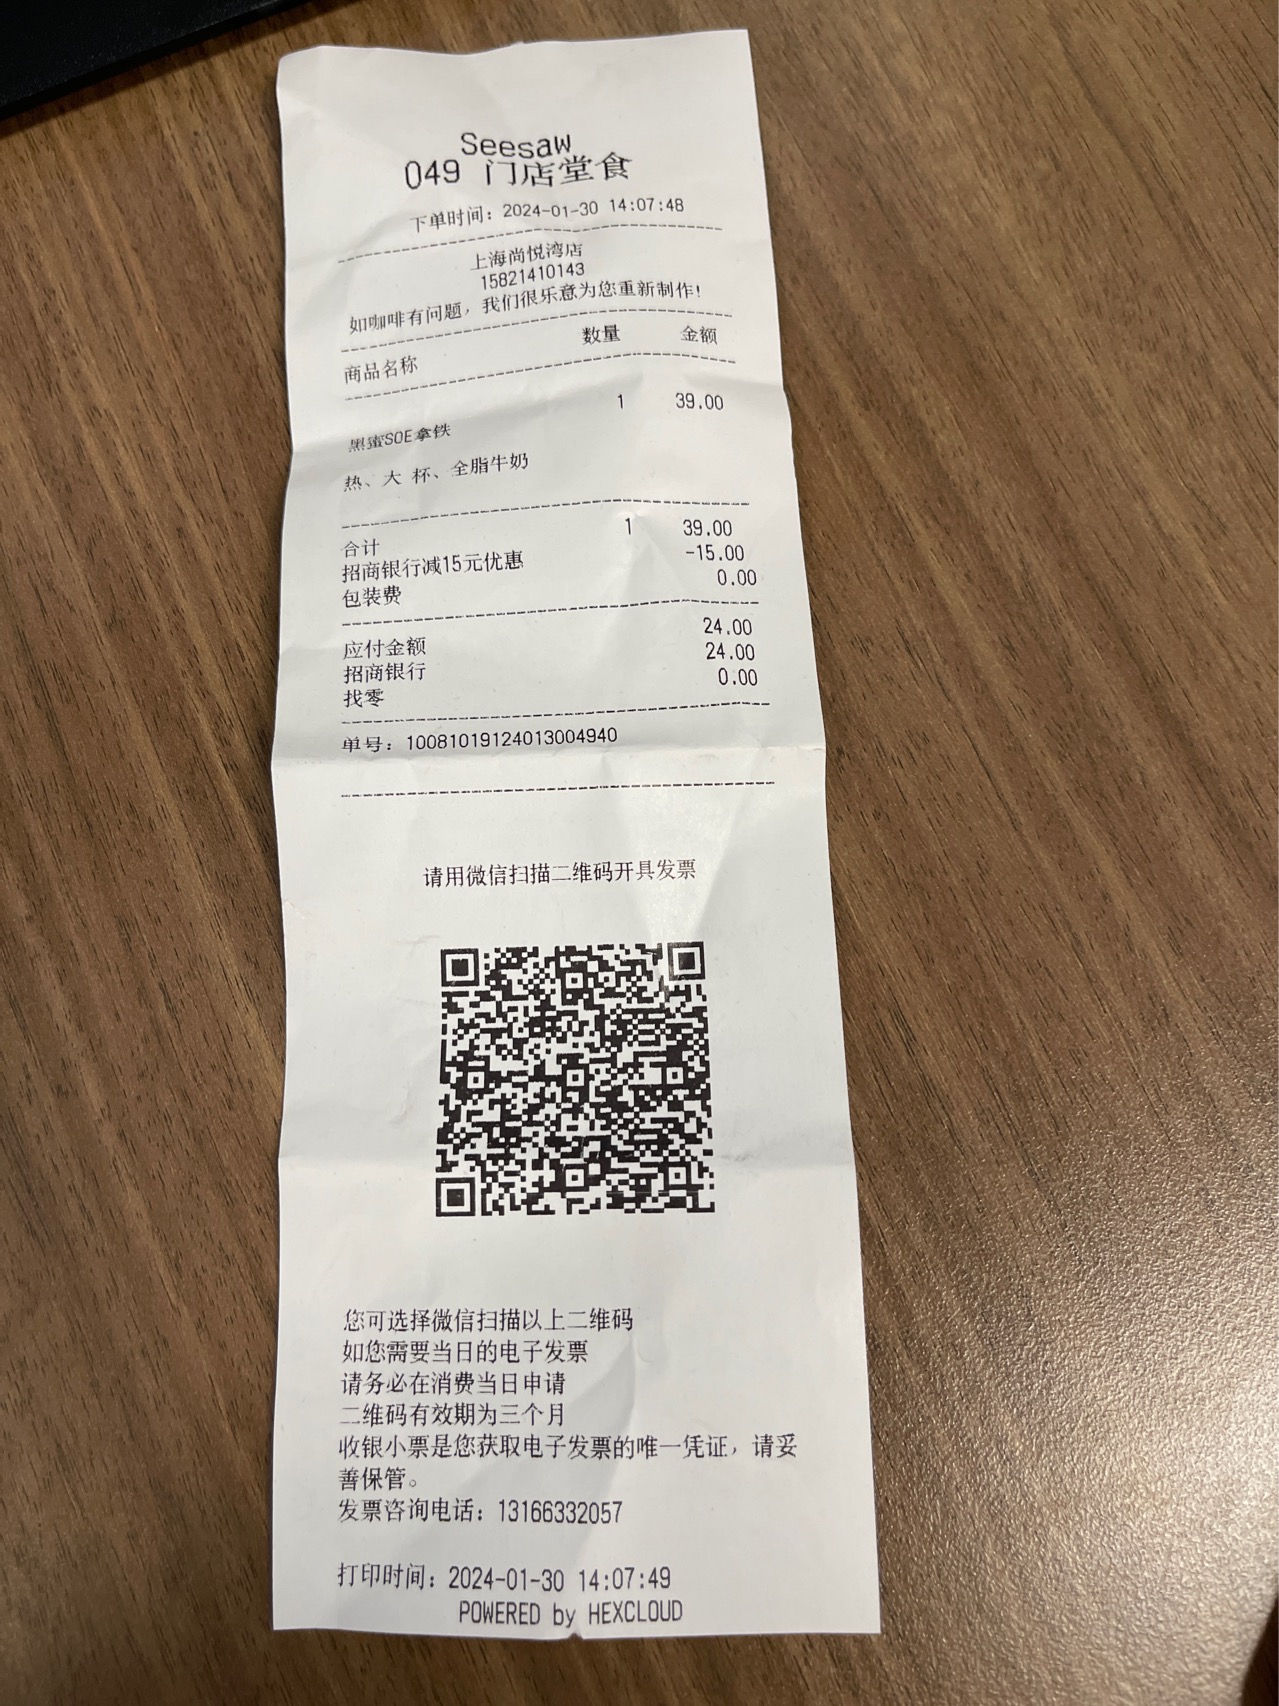 Seesaw
049 门店堂食
下单时间：2024-01-30 14:07:48
上海尚悦湾店
15821410143
如咖啡有问题，我们很乐意为您重新制作！
商品名称 数量 金额
1 39.00
黑蜜SOE拿铁
热、大 杯、全脂牛奶
合计 1 39.00
招商银行减15元优惠 -15.00
包装费 0.00
应付金额 24.00
招商银行 24.00
找零 0.00
单号：10081019124013004940
请用微信扫描二维码开具发票
您可选择微信扫描以上二维码
如您需要当日的电子发票
请务必在消费当日申请
二维码有效期为三个月
收银小票是您获取电子发票的唯一凭证，请妥
善保管。
发票咨询电话：13166332057
打印时间：2024-01-30 14:07:49
POWERED by HEXCLOUD